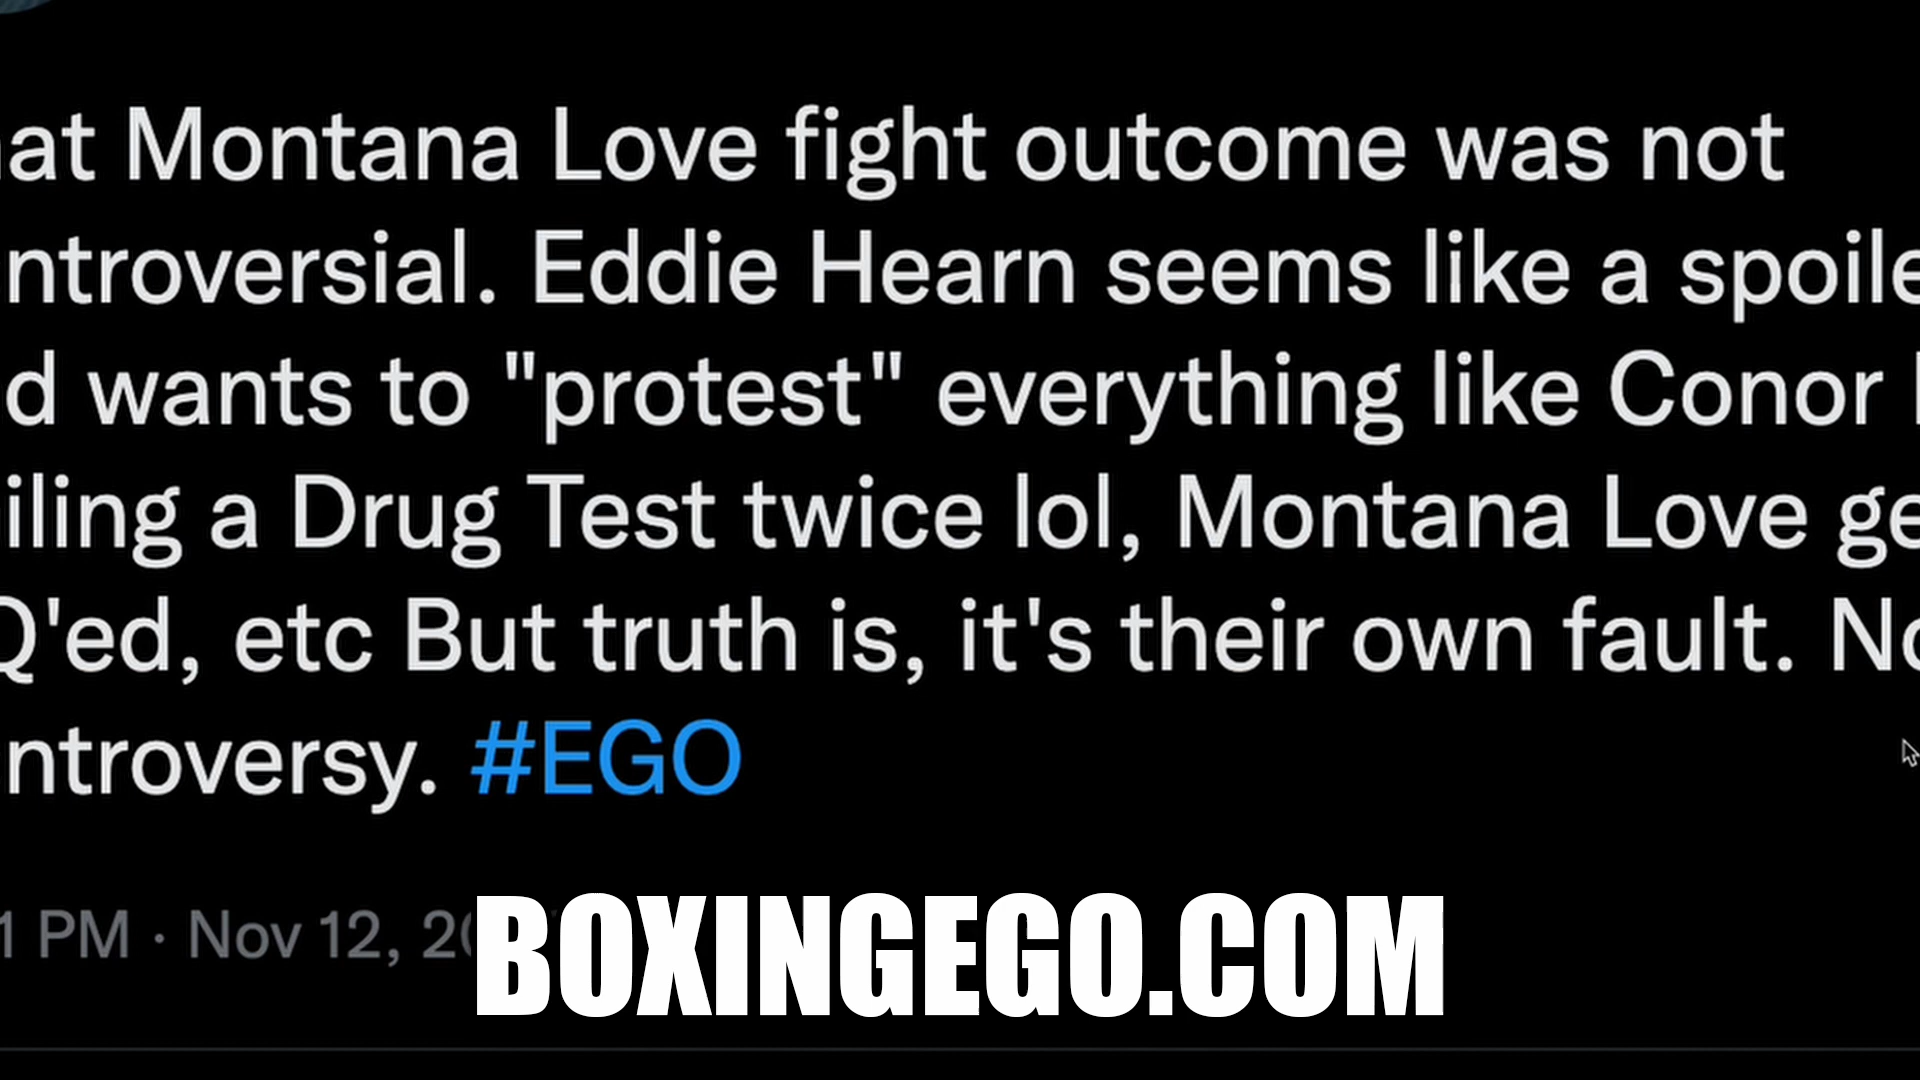 at Montana Love fight outcome was not
ntroversial. Eddie Hearn seems like a spoile
d wants to "protest" everything like Conor
iling a Drug Test twice lol, Montana Love ge
Q'ed, etc But truth is, it's their own fault. No
ntroversy. #EGO
1 PM · Nov 12, 20
BOXINGEGO.COM